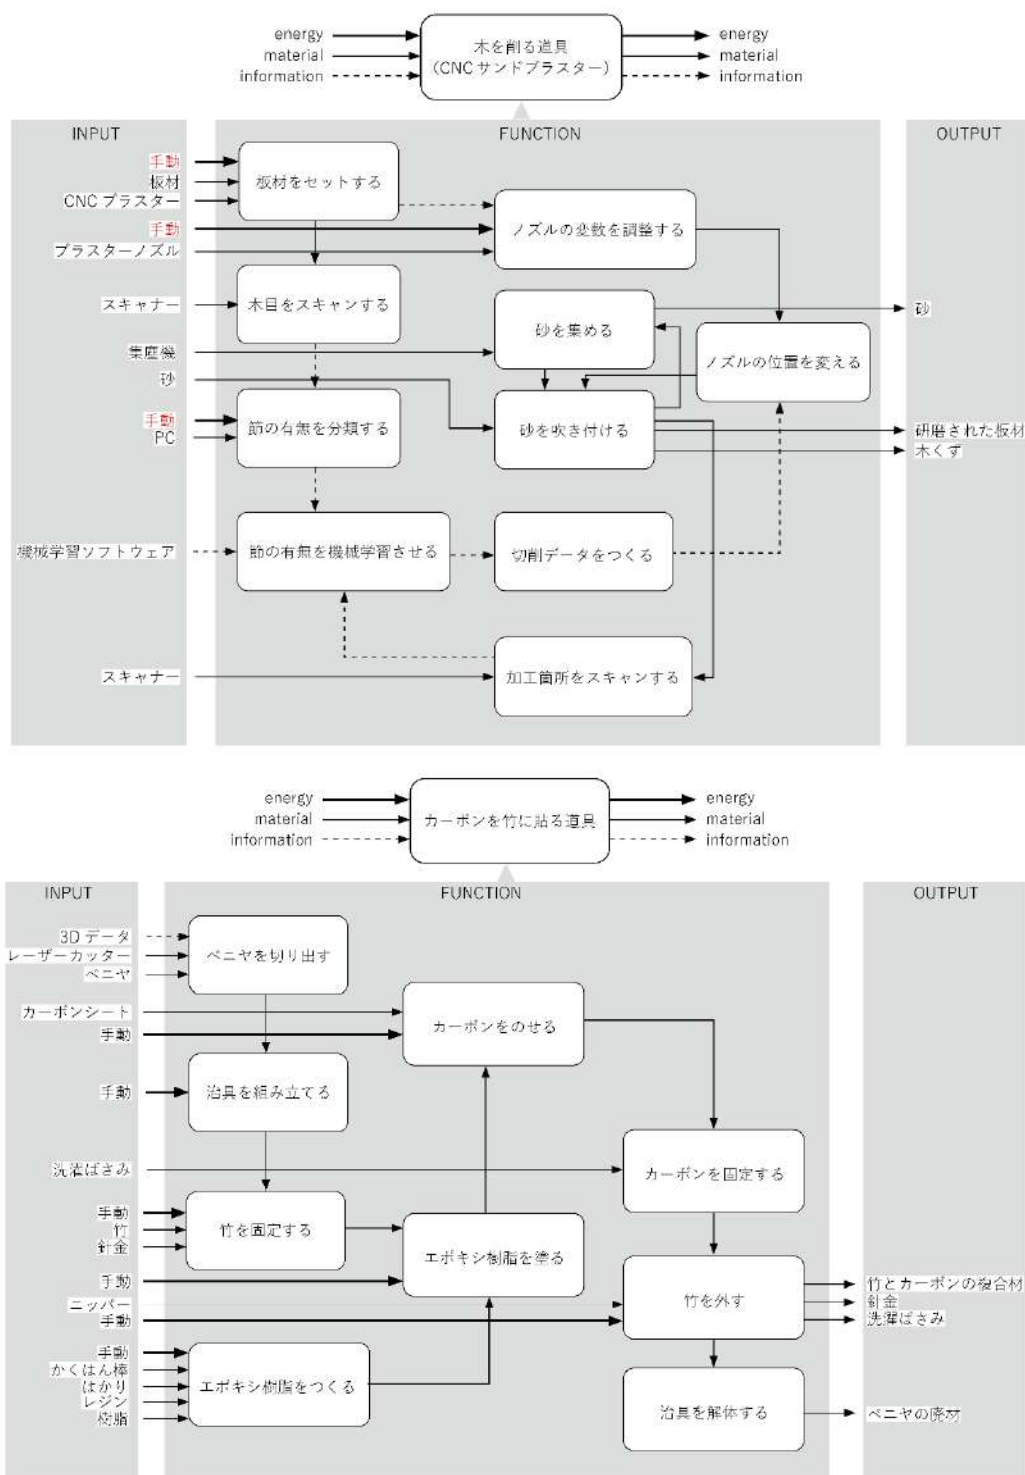 energy
material
information
木を削る道具
（CNCサンドブラスター）
energy
material
information
INPUT
FUNCTION
OUTPUT
手動
板材
CNCブラスター
板材をセットする
手動
ブラスターノズル
ノズルの変数を調整する
スキャナー
木目をスキャンする
砂を集める
砂
集塵機
ノズルの位置を変える
砂
手動
PC
節の有無を分類する
砂を吹き付ける
研磨された板材
木くず
機械学習ソフトウェア
節の有無を機械学習させる
切削データをつくる
スキャナー
加工箇所をスキャンする
energy
material
information
カーボンを竹に貼る道具
energy
material
information
INPUT
FUNCTION
OUTPUT
3Dデータ
レーザーカッター
ベニヤ
ベニヤを切り出す
カーボンシート
手動
カーボンをのせる
手動
治具を組み立てる
洗濯ばさみ
カーボンを固定する
手動
竹
針金
竹を固定する
手動
エポキシ樹脂を塗る
ニッパー
手動
竹を外す
竹とカーボンの複合材
針金
洗濯ばさみ
手動
かくはん棒
はかり
レジン
樹脂
エポキシ樹脂をつくる
治具を解体する
ベニヤの廃材